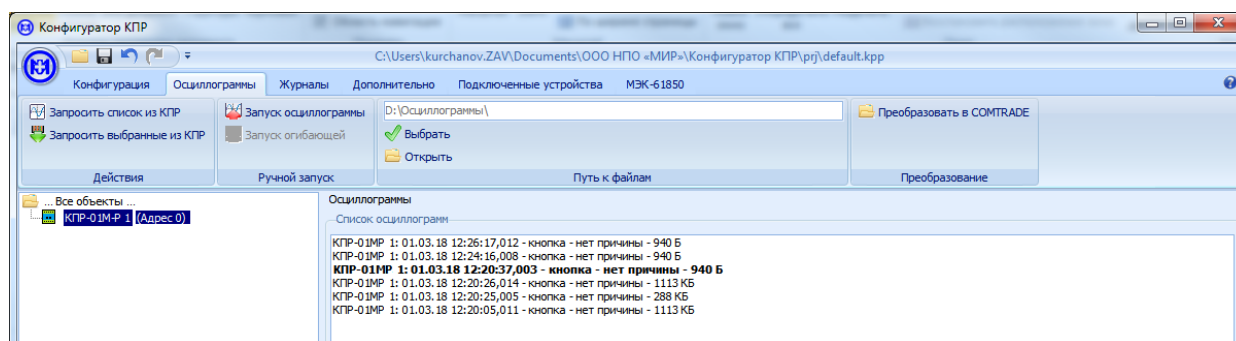 Конфигуратор КПР
C:\Users\kurchanov.ZAV\Documents\ООО НПО «МИР»\Конфигуратор КПР\prj\default.kpp
Конфигурация Осциллограммы Журналы Дополнительно Подключенные устройства МЭК-61850
Запросить список из КПР Запуск осциллограммы D:\Осциллограммы\ Преобразовать в COMTRADE
Запросить выбранные из КПР Запуск огибающей Выбрать
Открыть
Действия Ручной запуск Путь к файлам Преобразование
... Все объекты ... Осциллограммы
КПР-01М-Р 1 (Адрес 0) Список осциллограмм
КПР-01МР 1: 01.03.18 12:26:17,012 - кнопка - нет причины - 940 Б
КПР-01МР 1: 01.03.18 12:24:16,008 - кнопка - нет причины - 940 Б
КПР-01МР 1: 01.03.18 12:20:37,003 - кнопка - нет причины - 940 Б
КПР-01МР 1: 01.03.18 12:20:26,014 - кнопка - нет причины - 1113 КБ
КПР-01МР 1: 01.03.18 12:20:25,005 - кнопка - нет причины - 288 КБ
КПР-01МР 1: 01.03.18 12:20:05,011 - кнопка - нет причины - 1113 КБ